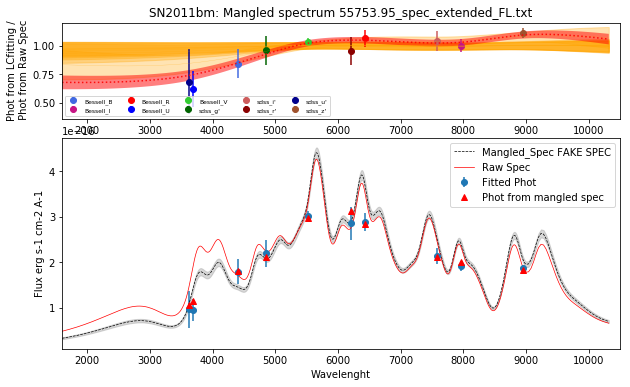 SN2011bm: Mangled spectrum 55753.95_spec_extended_FL.txt
Phot from LCfitting /
Phot from Raw Spec
1.00
0.75
0.50
Bessell_B Bessell_R Bessell_V sdss_i' sdss_u'
Bessell_I Bessell_U sdss_g' sdss_r' sdss_z'
2000 3000 4000 5000 6000 7000 8000 9000 10000
1e−16
Flux erg s-1 cm-2 A-1
4
3
2
1
Mangled_Spec FAKE SPEC
Raw Spec
Fitted Phot
Phot from mangled spec
2000 3000 4000 5000 6000 7000 8000 9000 10000
Wavelenght